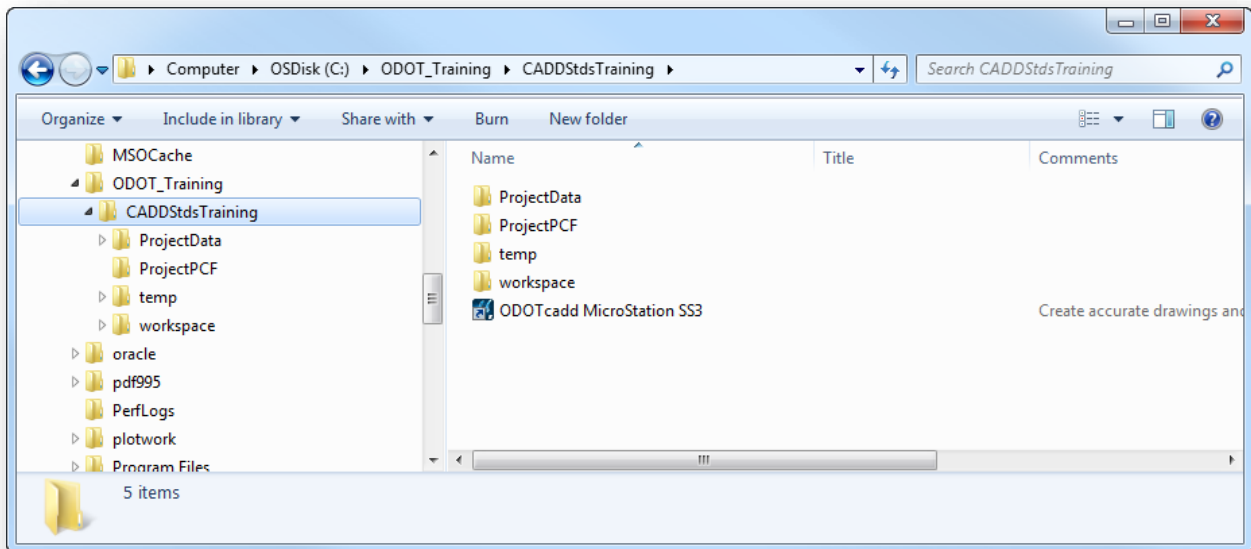 Computer OSDisk (C:) ODOT_Training CADDStdsTraining Search CADDStdsTraining
Organize Include in library Share with Burn New folder
MSOCache
ODOT_Training
CADDStdsTraining
ProjectData
ProjectPCF
temp
workspace
oracle
pdf995
PerfLogs
plotwork
Program Files
Name Title Comments
ProjectData
ProjectPCF
temp
workspace
ODOTcadd MicroStation SS3 Create accurate drawings and
5 items